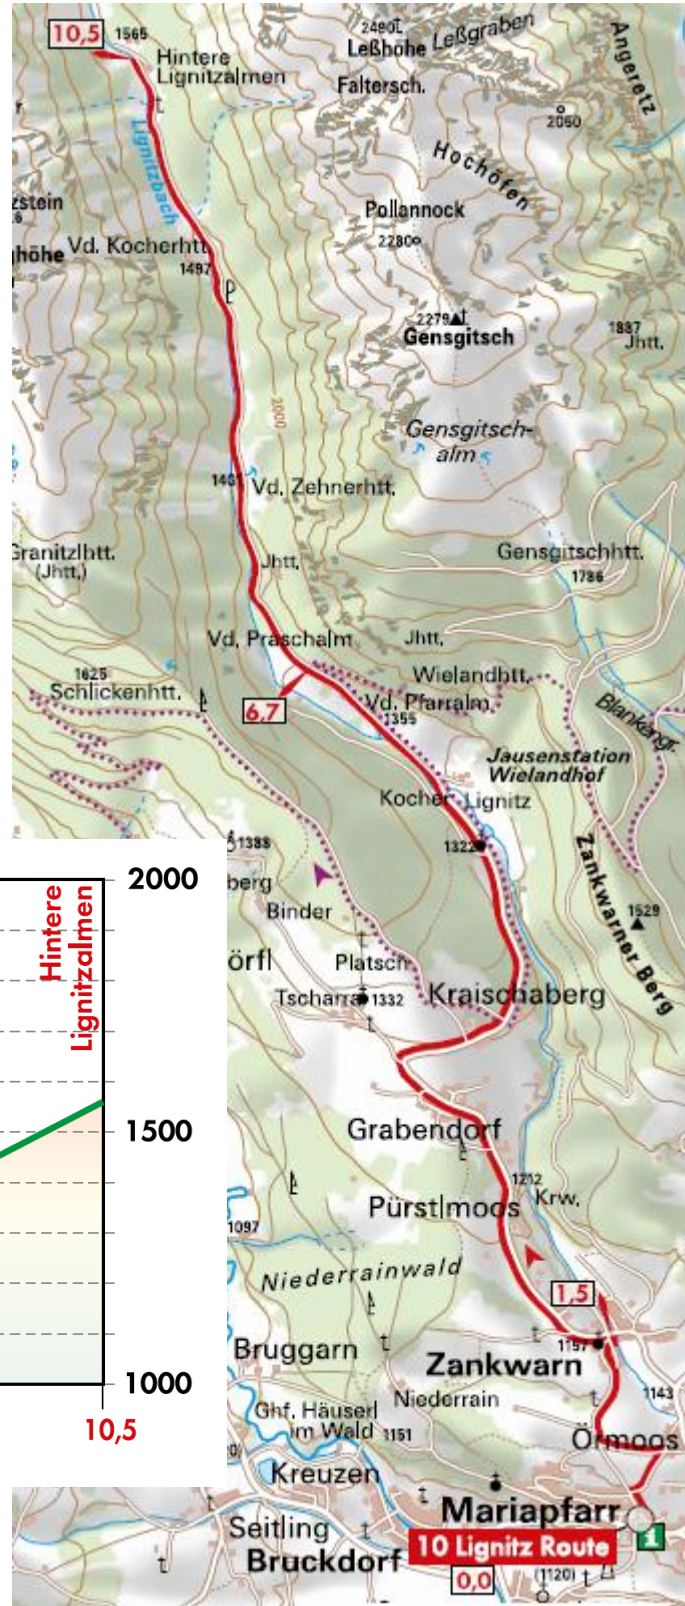 10,5
1565
Hintere
Lignitzalmen
2480
Leßhöhe
Leßgraben
Angeretz
Faltersch.
2050
Lignitzbach
Hochöfen
zstein
Pollannock
2280
höhe
Vd. Kocherhtt.
1497
2279
Gensgitsch
1887
Jhtt.
2000
Gensgitsch-
alm
Vd. Zehnerhtt.
Granitzlhtt.
(Jhtt.)
Jhtt.
Gensgitschhtt.
1786
Vd. Praschalm
Jhtt.
1625
Schlickenhtt.
Wielandhtt.
6,7
Vd. Pfarralm
1355
Blankengr.
Jausenstation
Wielandhof
Kocher
Lignitz
1388
1322
berg
Binder
Zankwarner Berg
1529
örfl
Platsch
Tscharra
1332
Kraischaberg
2000
Hintere
Lignitzalmen
1500
1000
10,5
Grabendorf
1212
Krw.
Pürstlmoos
1097
Niederrainwald
1,5
Bruggarn
1157
Zankwarn
Niederrain
1143
Ghf. Häuserl
im Wald
1151
Örmoos
Kreuzen
Mariapfarr
Seitling
Bruckdorf
10 Lignitz Route
i
0,0
(1120)